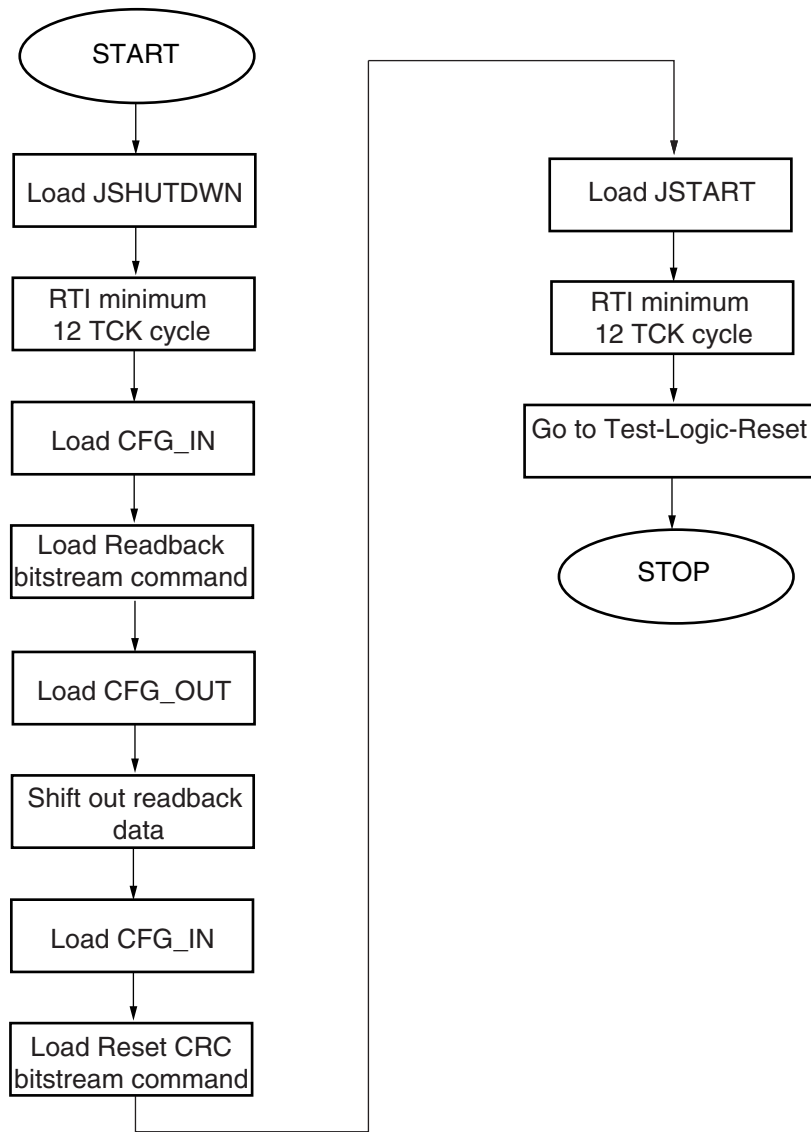 START
Load JSHUTDWN
RTI minimum
12 TCK cycle
Load CFG_IN
Load Readback
bitstream command
Load CFG_OUT
Shift out readback
data
Load CFG_IN
Load Reset CRC
bitstream command
Load JSTART
RTI minimum
12 TCK cycle
Go to Test-Logic-Reset
STOP